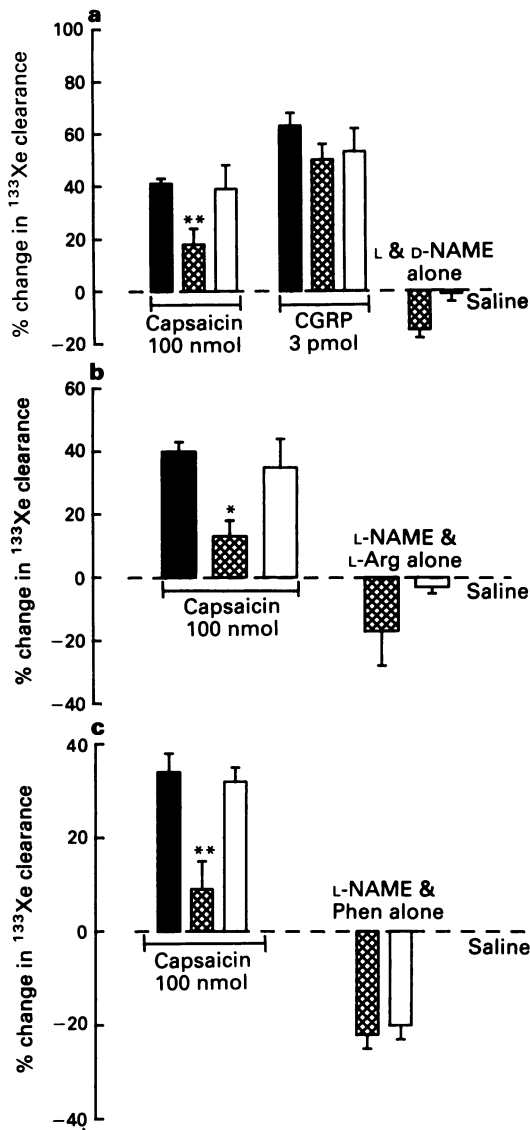 a
100
80
60
40
20
0
−20
% change in ¹³³Xe clearance
**
Capsaicin
100 nmol
CGRP
3 pmol
L & D-NAME
alone
Saline
b
60
40
20
0
−20
−40
% change in ¹³³Xe clearance
*
Capsaicin
100 nmol
L-NAME &
L-Arg alone
Saline
c
40
20
0
−20
−40
% change in ¹³³Xe clearance
**
Capsaicin
100 nmol
L-NAME &
Phen alone
Saline